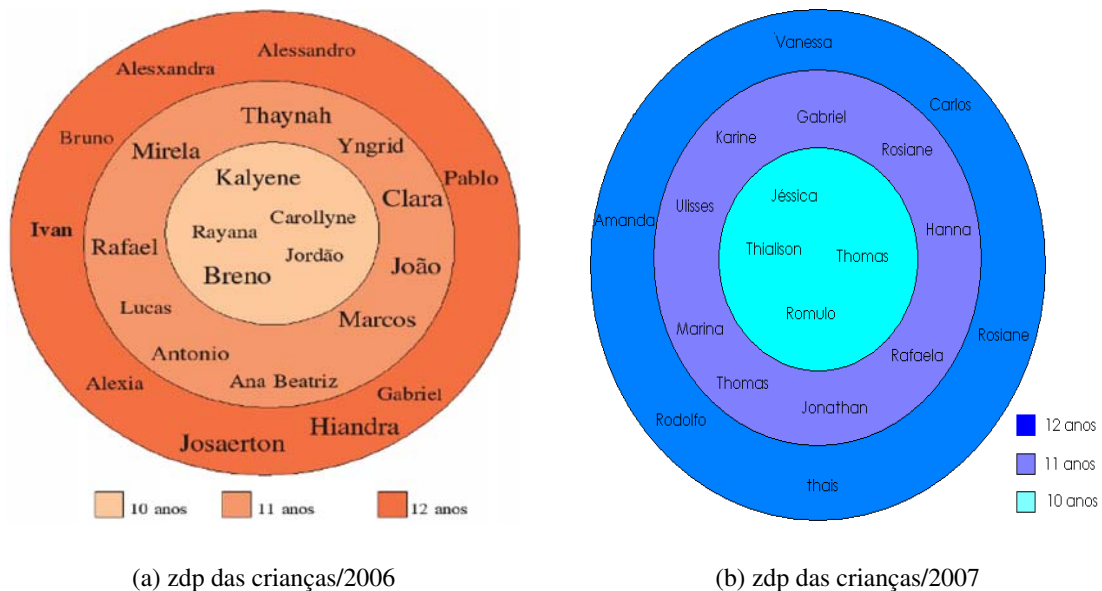 Alessandro
Alesxandra
Thaynah
Bruno
Mirela
Yngrid
Kalyene
Pablo
Clara
Carollyne
Ivan
Rayana
Rafael
Jordão
João
Breno
Lucas
Marcos
Antonio
Alexia
Ana Beatriz
Gabriel
Hiandra
Josaerton
10 anos
11 anos
12 anos
(a) zdp das crianças/2006
Vanessa
Carlos
Gabriel
Karine
Rosiane
Jéssica
Ulisses
Amanda
Hanna
Thialison
Thomas
Romulo
Marina
Rosiane
Rafaela
Thomas
Jonathan
Rodolfo
thais
12 anos
11 anos
10 anos
(b) zdp das crianças/2007